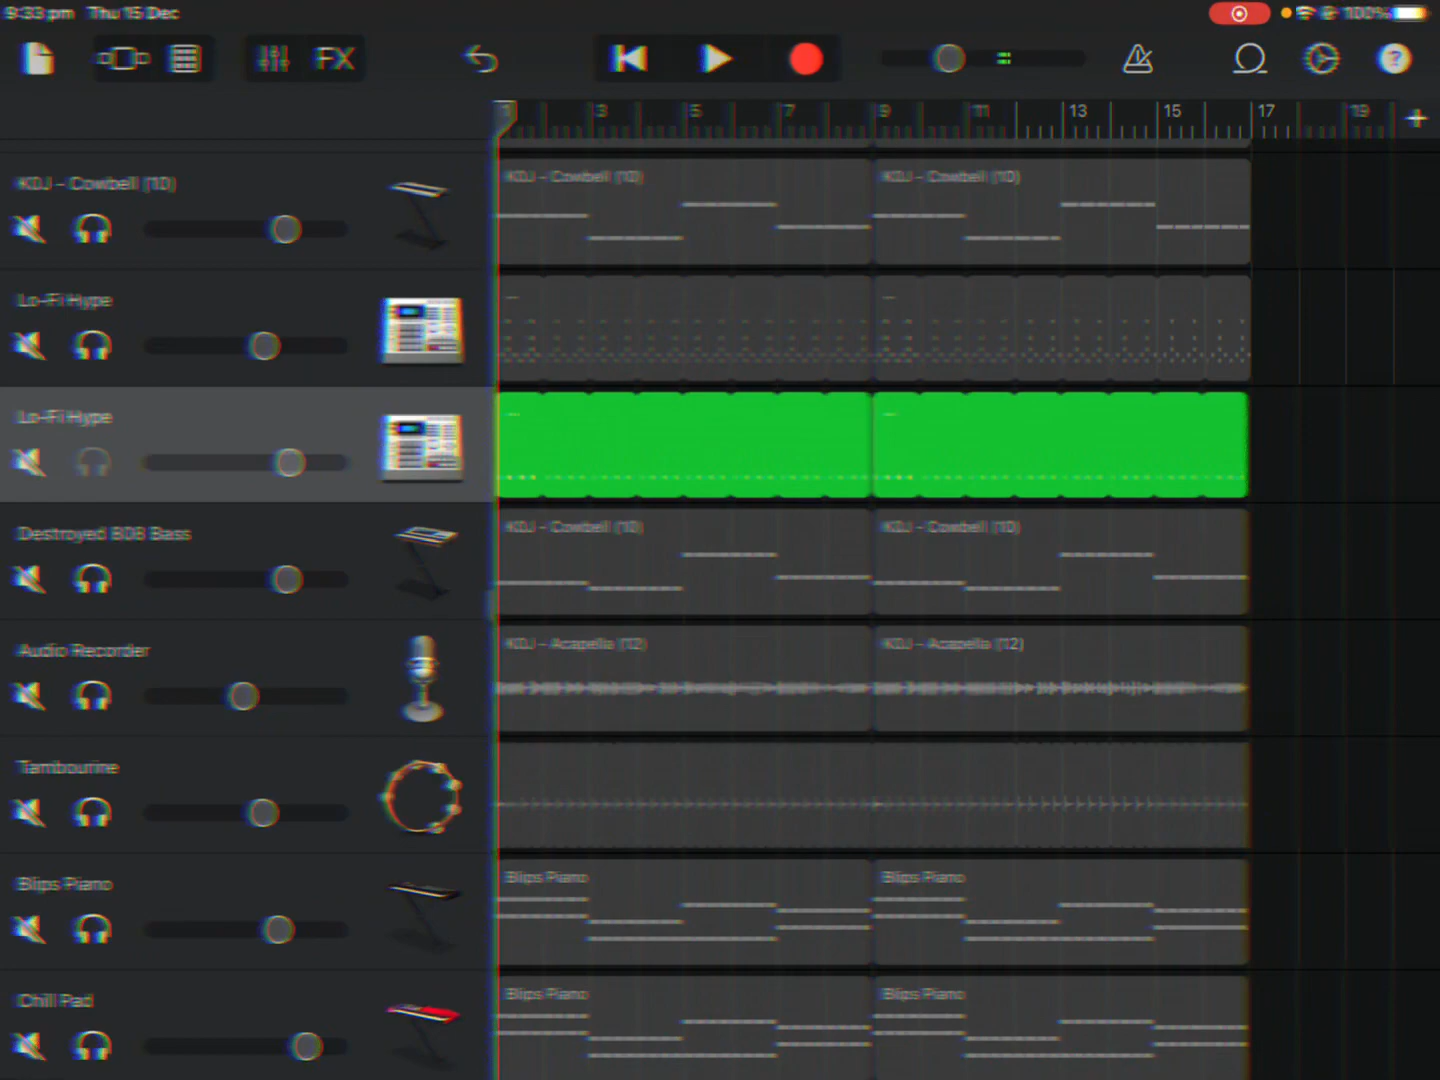 9:33 pm Thu 15 Dec 100%
FX ?
1 3 5 7 9 11 13 15 17 19 +
KDJ - Cowbell (10) KDJ - Cowbell (10) KDJ - Cowbell (10)
Lo-Fi Hype
Lo-Fi Hype
Destroyed 808 Bass KDJ - Cowbell (10) KDJ - Cowbell (10)
Audio Recorder KDJ - Acapella (12) KDJ - Acapella (12)
Tambourine
Blips Piano Blips Piano Blips Piano
Chill Pad Blips Piano Blips Piano